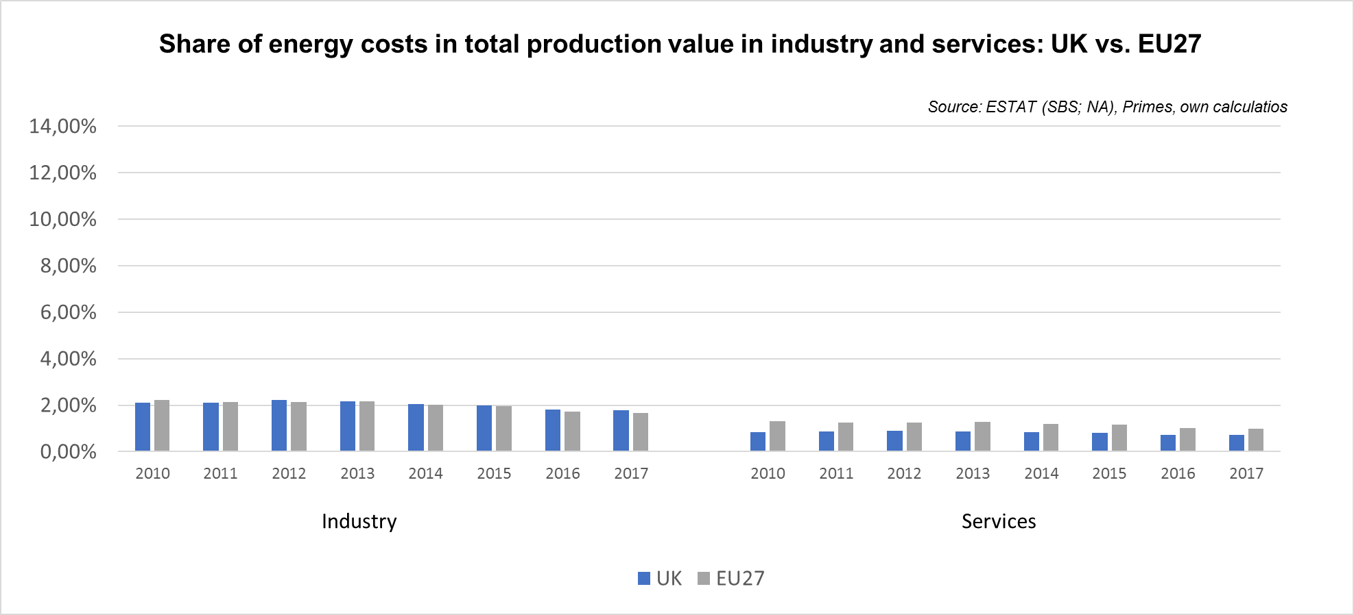 Share of energy costs in total production value in industry and services: UK vs. EU27
Source: ESTAT (SBS; NA), Primes, own calculatios
14,00%
12,00%
10,00%
8,00%
6,00%
4,00%
2,00%
0,00%
2010 2011 2012 2013 2014 2015 2016 2017 2010 2011 2012 2013 2014 2015 2016 2017
Industry Services
UK EU27